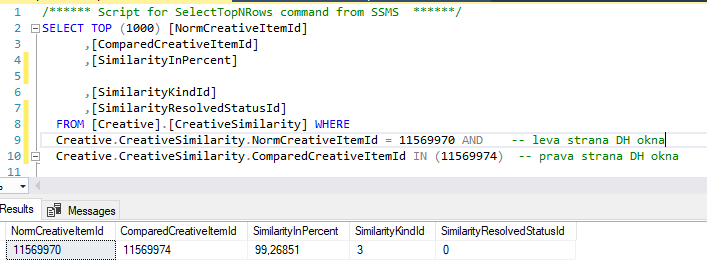 1 /****** Script for SelectTopNRows command from SSMS ******/
2 SELECT TOP (1000) [NormCreativeItemId]
3 ,[ComparedCreativeItemId]
4 ,[SimilarityInPercent]
5
6 ,[SimilarityKindId]
7 ,[SimilarityResolvedStatusId]
8 FROM [Creative].[CreativeSimilarity] WHERE
9 Creative.CreativeSimilarity.NormCreativeItemId = 11569970 AND -- leva strana DH okna
10 Creative.CreativeSimilarity.ComparedCreativeItemId IN (11569974) -- prava strana DH okna
11
Results Messages
NormCreativeItemId ComparedCreativeItemId SimilarityInPercent SimilarityKindId SimilarityResolvedStatusId
11569970 11569974 99,26851 3 0